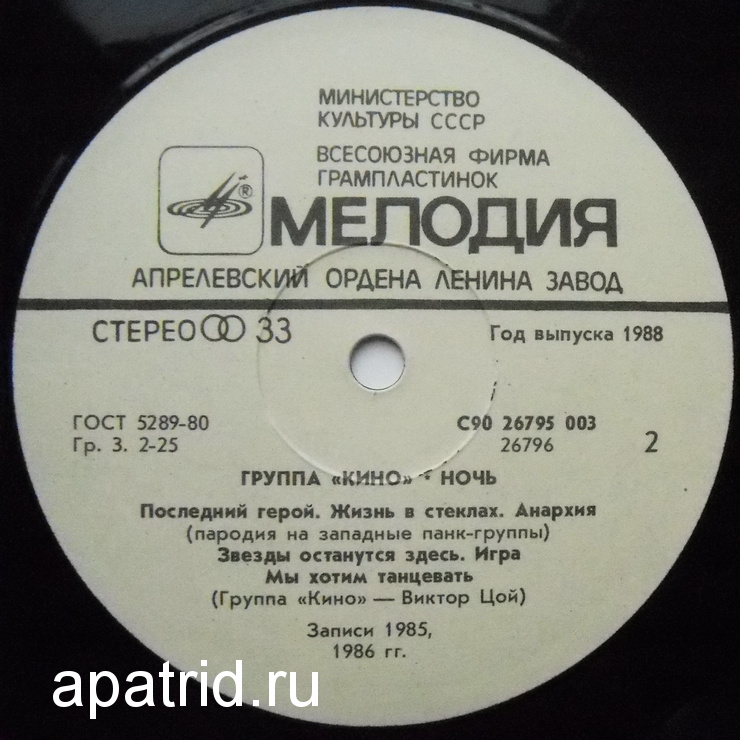 МИНИСТЕРСТВО
КУЛЬТУРЫ СССР
ВСЕСОЮЗНАЯ ФИРМА
ГРАМПЛАСТИНОК
®
МЕЛОДИЯ
АПРЕЛЕВСКИЙ ОРДЕНА ЛЕНИНА ЗАВОД
СТЕРЕО 33
Год выпуска 1988
ГОСТ 5289-80
Гр. 3. 2-25
С90 26795 003
26796
2
ГРУППА «КИНО» • НОЧЬ
Последний герой. Жизнь в стеклах. Анархия
(пародия на западные панк-группы)
Звезды останутся здесь. Игра
Мы хотим танцевать
(Группа «Кино» — Виктор Цой)
Записи 1985,
1986 гг.
apatrid.ru